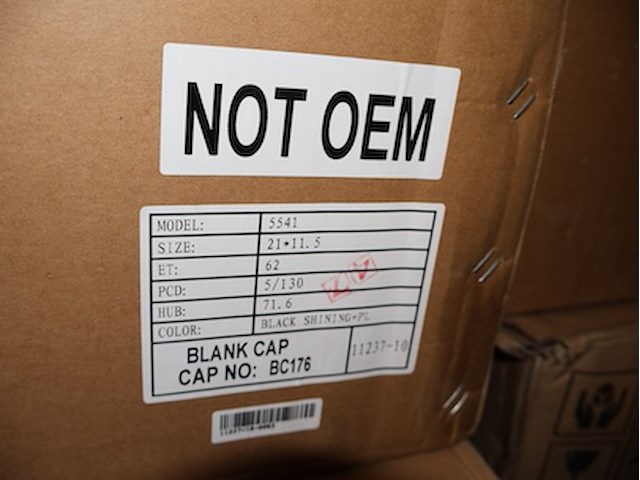 NOT OEM
MODEL: 5541
SIZE: 21*11.5
ET: 62
PCD: 5/130
HUB: 71.6
COLOR: BLACK SHINING+PL
BLANK CAP
CAP NO: BC176
11237-10